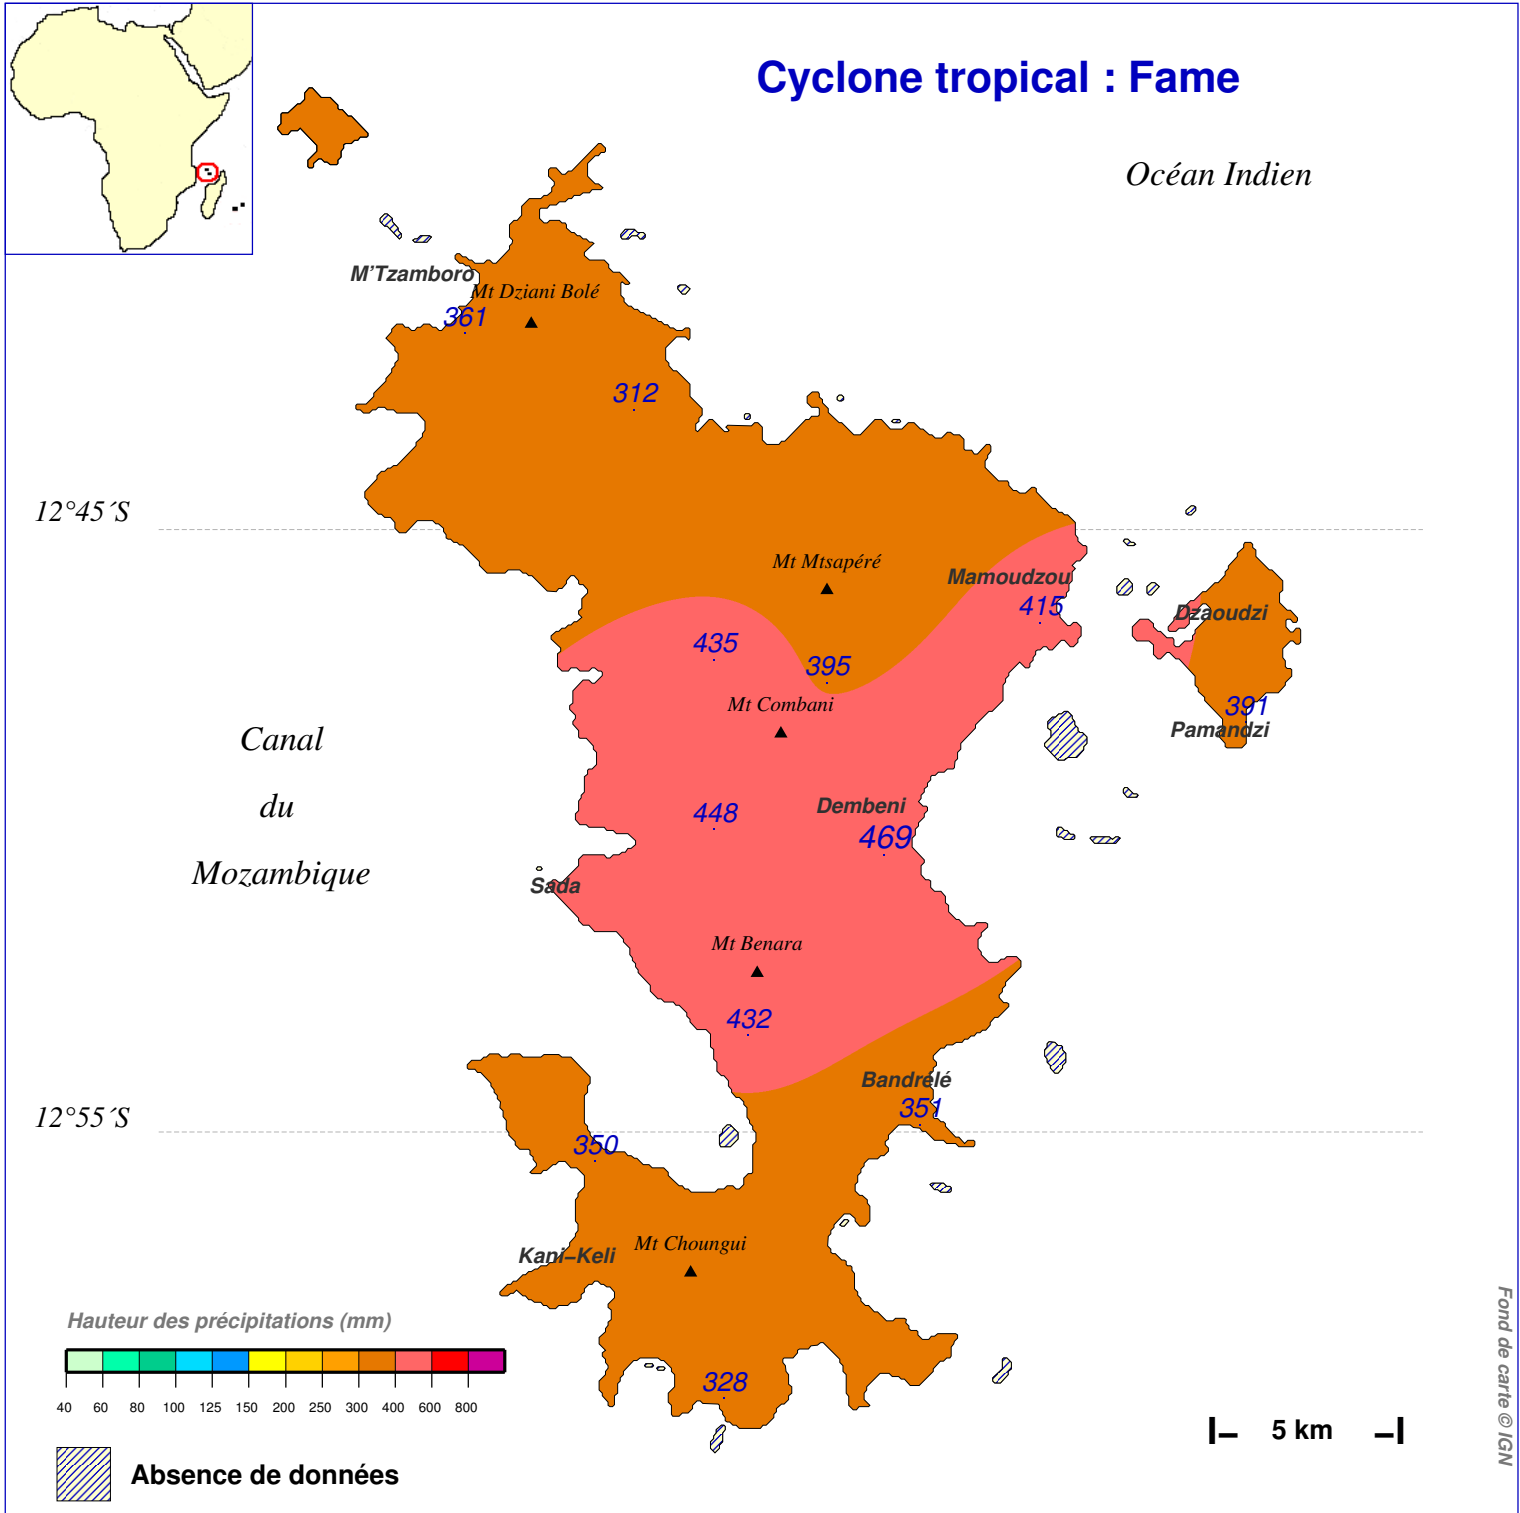 Cyclone tropical : Fame
Océan Indien
M'Tzamboro
Mt Dziani Bolé
361
312
12°45´S
Mt Mtsapéré
Mamoudzou
415
Dzaoudzi
435
395
Mt Combani
391
Pamandzi
Canal
du
Mozambique
448
Dembeni
469
Sada
Mt Benara
432
Bandrélé
351
12°55´S
350
Mt Choungui
Kani–Keli
328
Hauteur des précipitations (mm)
40 60 80 100 125 150 200 250 300 400 600 800
Absence de données
5 km
Fond de carte © IGN